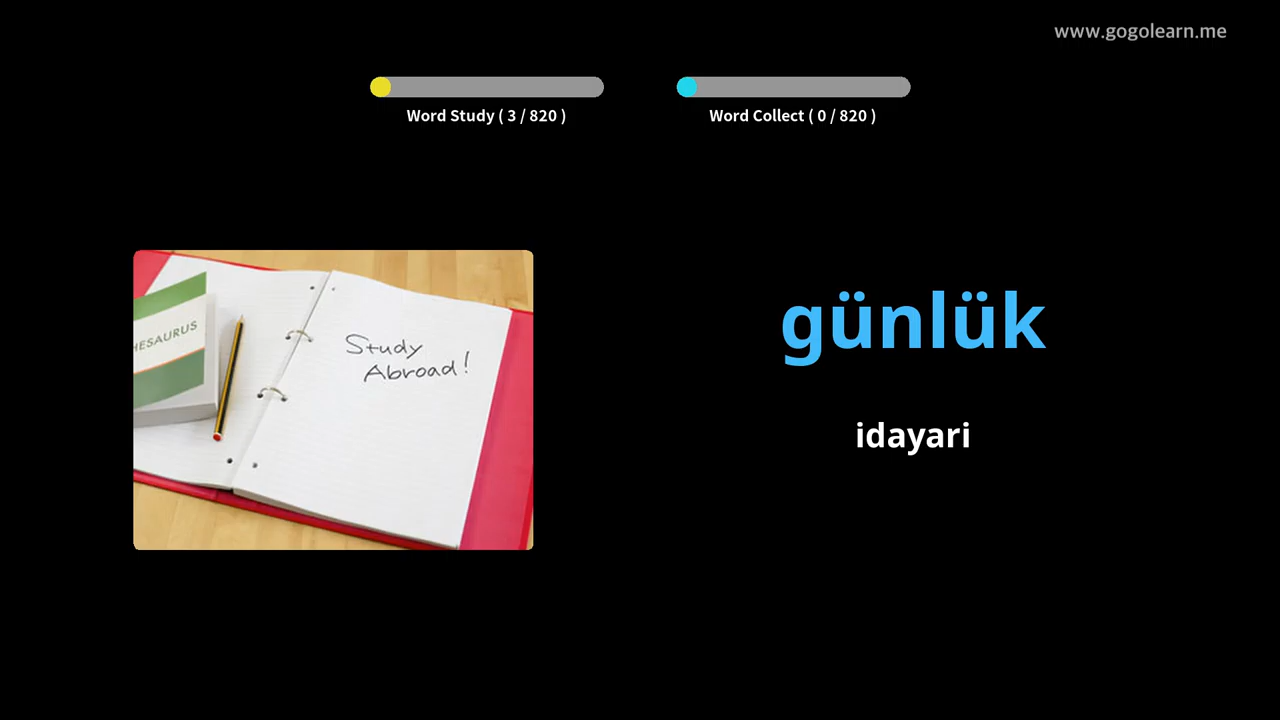 www.gogolearn.me
Word Study ( 3 / 820 )
Word Collect ( 0 / 820 )
HESAURUS
Study
Abroad!
günlük
idayari